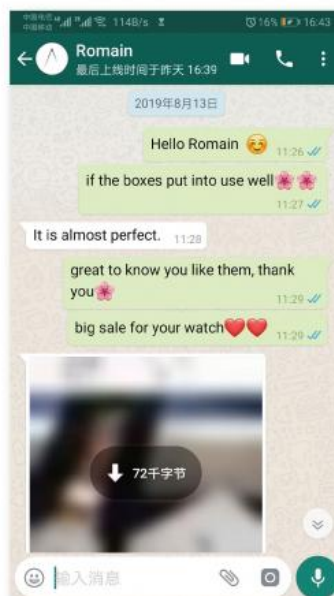 中国电信
中国移动
114B/s
16%
16:43
Romain
最后上线时间于昨天 16:39
2019年8月13日
Hello Romain
11:26
if the boxes put into use well
11:27
It is almost perfect.
11:28
great to know you like them, thank
you
11:29
big sale for your watch
11:29
72千字节
输入消息